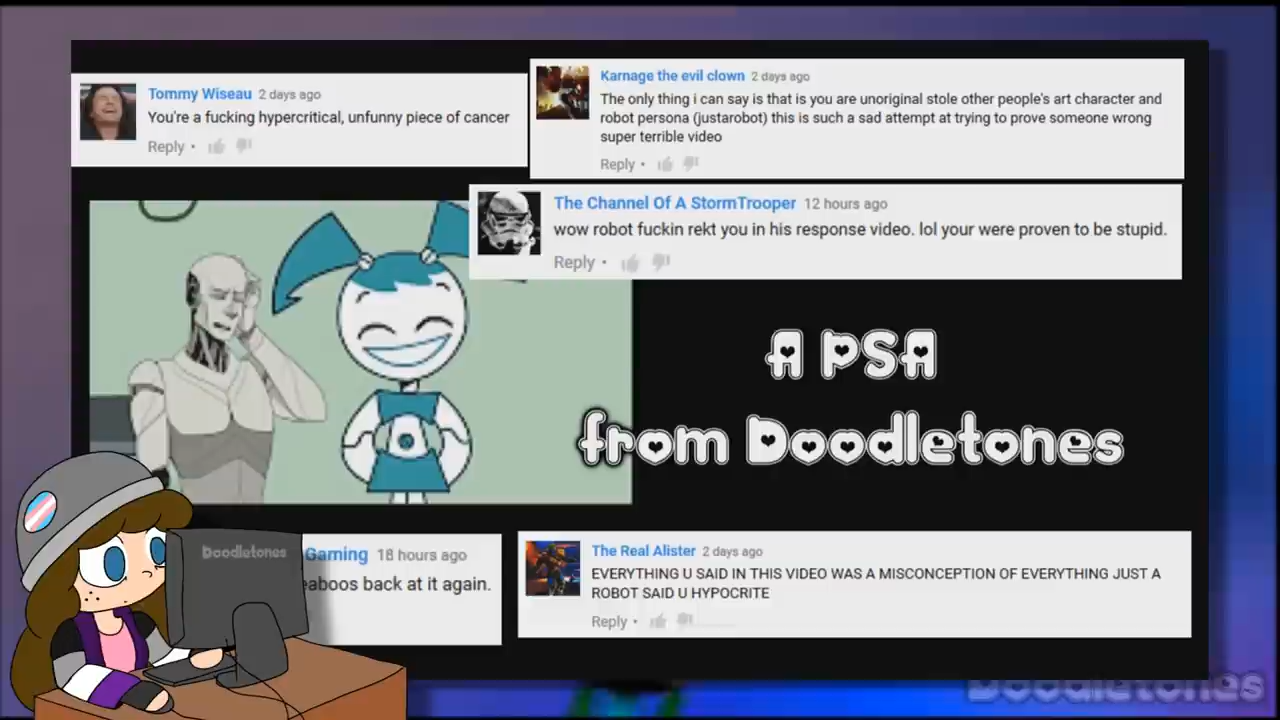 Tommy Wiseau 2 days ago
You're a fucking hypercritical, unfunny piece of cancer
Reply •
Karnage the evil clown 2 days ago
The only thing i can say is that is you are unoriginal stole other people's art character and
robot persona (justarobot) this is such a sad attempt at trying to prove someone wrong
super terrible video
Reply •
The Channel Of A StormTrooper 12 hours ago
wow robot fuckin rekt you in his response video. lol your were proven to be stupid.
Reply •
A PSA
from Doodletones
Gaming 18 hours ago
eaboos back at it again.
The Real Alister 2 days ago
EVERYTHING U SAID IN THIS VIDEO WAS A MISCONCEPTION OF EVERYTHING JUST A
ROBOT SAID U HYPOCRITE
Reply •
Doodletones
Doodletones